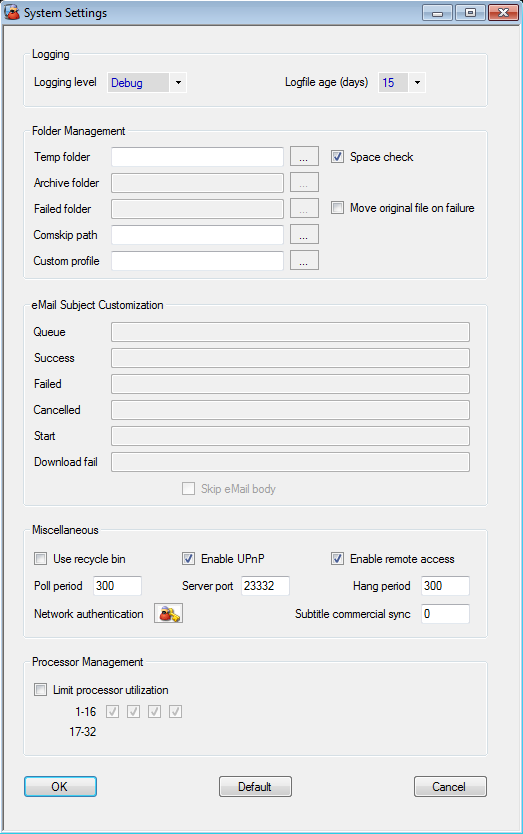 System Settings
Logging
Logging level Debug Logfile age (days) 15
Folder Management
Temp folder ... Space check
Archive folder ...
Failed folder ... Move original file on failure
Comskip path ...
Custom profile ...
eMail Subject Customization
Queue
Success
Failed
Cancelled
Start
Download fail
Skip eMail body
Miscellaneous
Use recycle bin Enable UPnP Enable remote access
Poll period 300 Server port 23332 Hang period 300
Network authentication Subtitle commercial sync 0
Processor Management
Limit processor utilization
1-16
17-32
OK Default Cancel